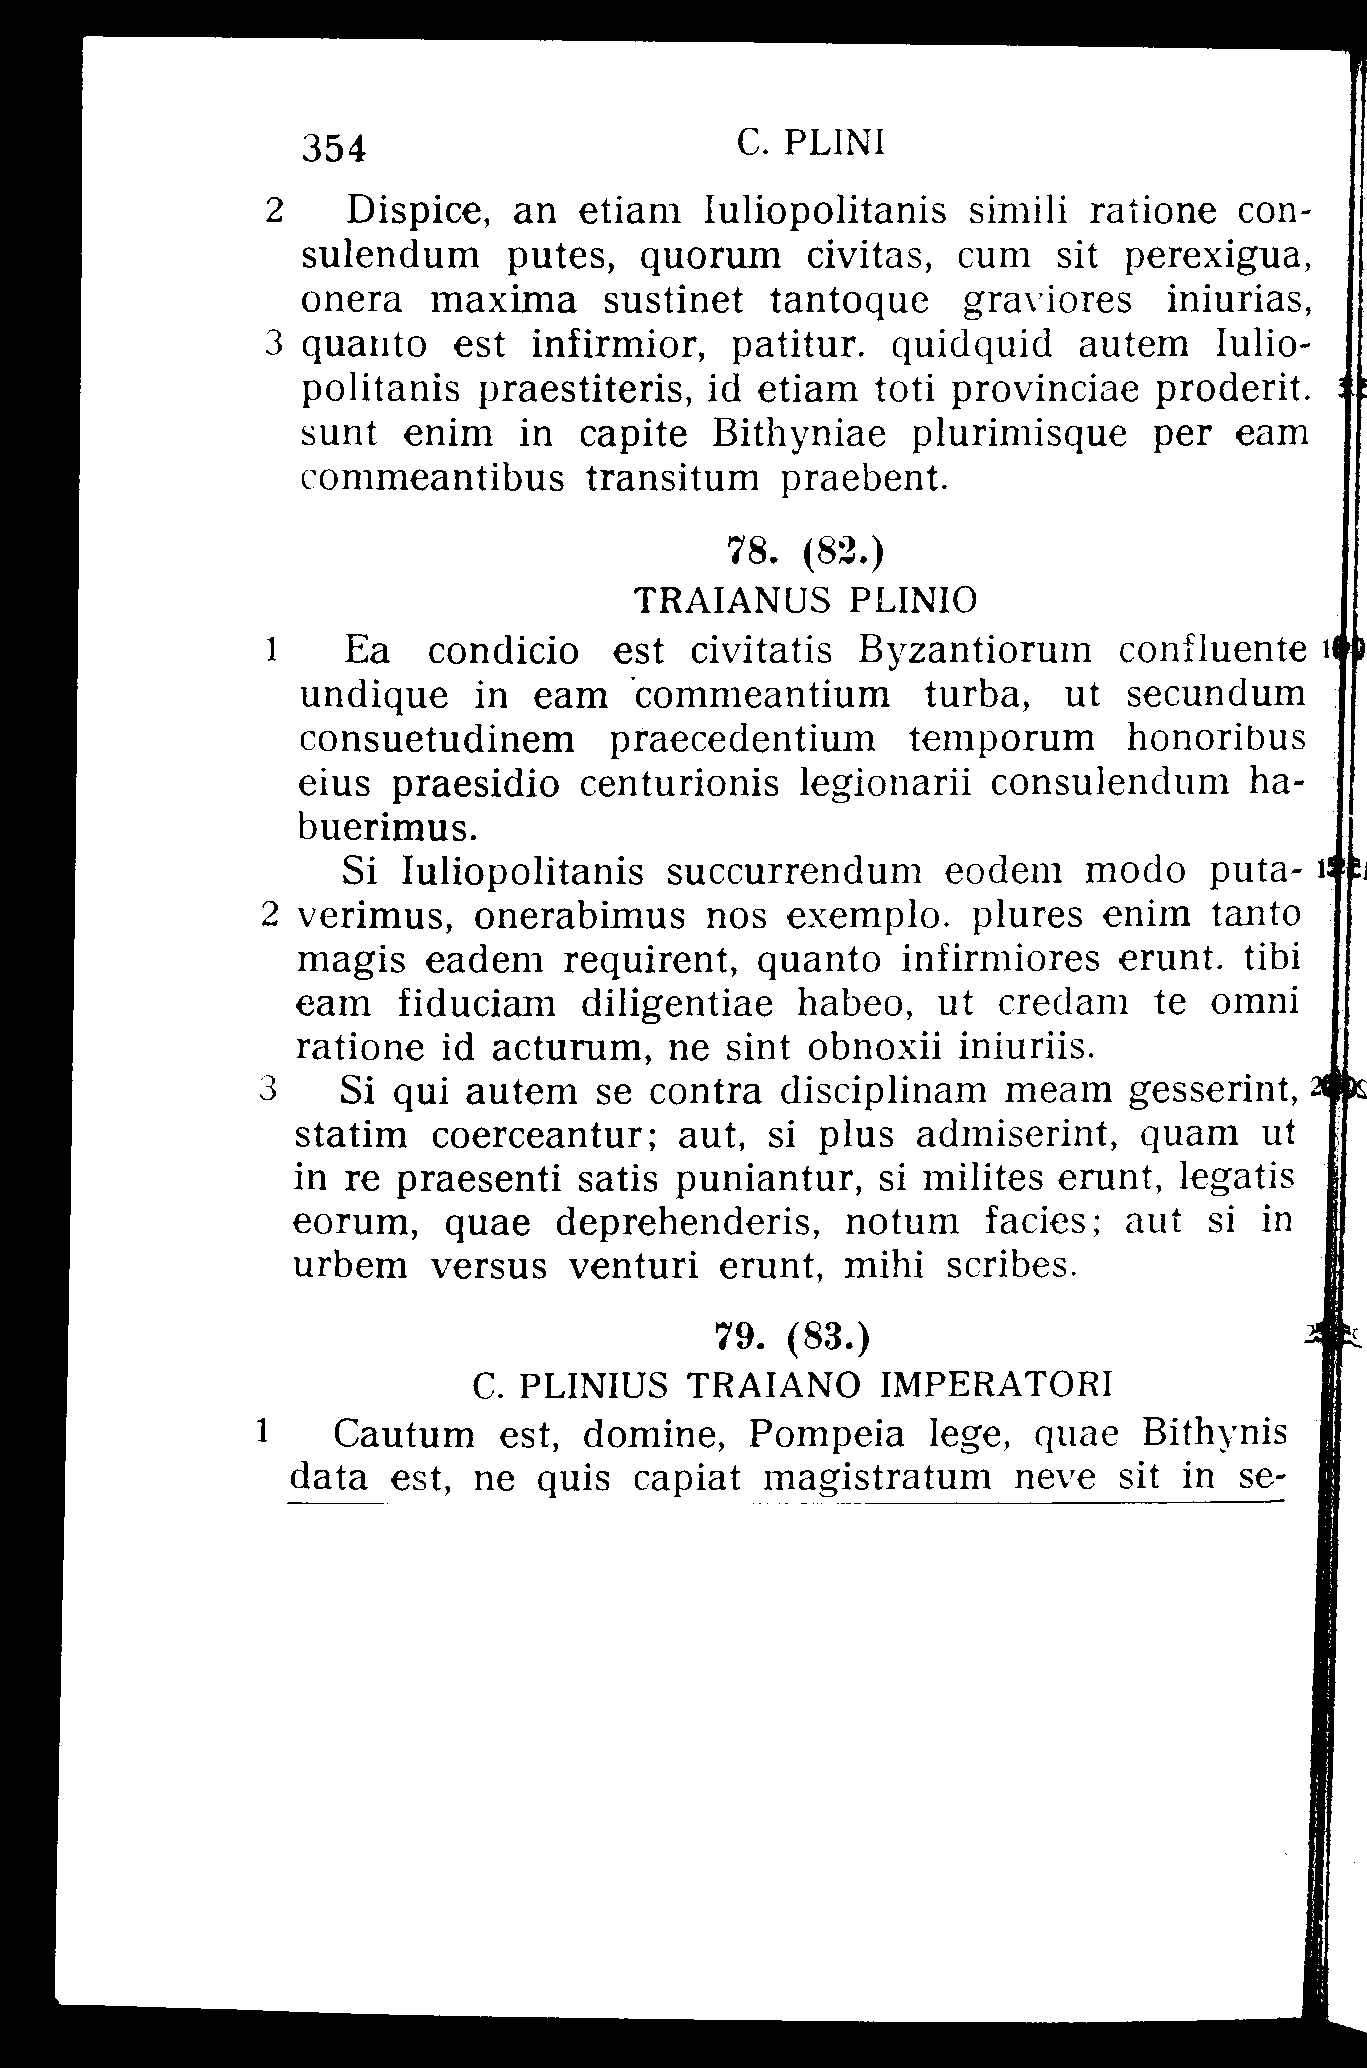 354 C. PLINI
2 Dispice, an etiam Iuliopolitanis simili ratione con-
sulendum putes, quorum civitas, cum sit perexigua,
onera maxima sustinet tantoque graviores iniurias,
3 quanto est infirmior, patitur. quidquid autem Iulio-
politanis praestiteris, id etiam toti provinciae proderit.
sunt enim in capite Bithyniae plurimisque per eam
commeantibus transitum praebent.
78. (82.)
TRAIANUS PLINIO
1 Ea condicio est civitatis Byzantiorum confluente
undique in eam commeantium turba, ut secundum
consuetudinem praecedentium temporum honoribus
eius praesidio centurionis legionarii consulendum ha-
buerimus.
Si Iuliopolitanis succurrendum eodem modo puta-
2 verimus, onerabimus nos exemplo. plures enim tanto
magis eadem requirent, quanto infirmiores erunt. tibi
eam fiduciam diligentiae habeo, ut credam te omni
ratione id acturum, ne sint obnoxii iniuriis.
3 Si qui autem se contra disciplinam meam gesserint,
statim coerceantur; aut, si plus admiserint, quam ut
in re praesenti satis puniantur, si milites erunt, legatis
eorum, quae deprehenderis, notum facies; aut si in
urbem versus venturi erunt, mihi scribes.
79. (83.)
C. PLINIUS TRAIANO IMPERATORI
1 Cautum est, domine, Pompeia lege, quae Bithynis
data est, ne quis capiat magistratum neve sit in se-